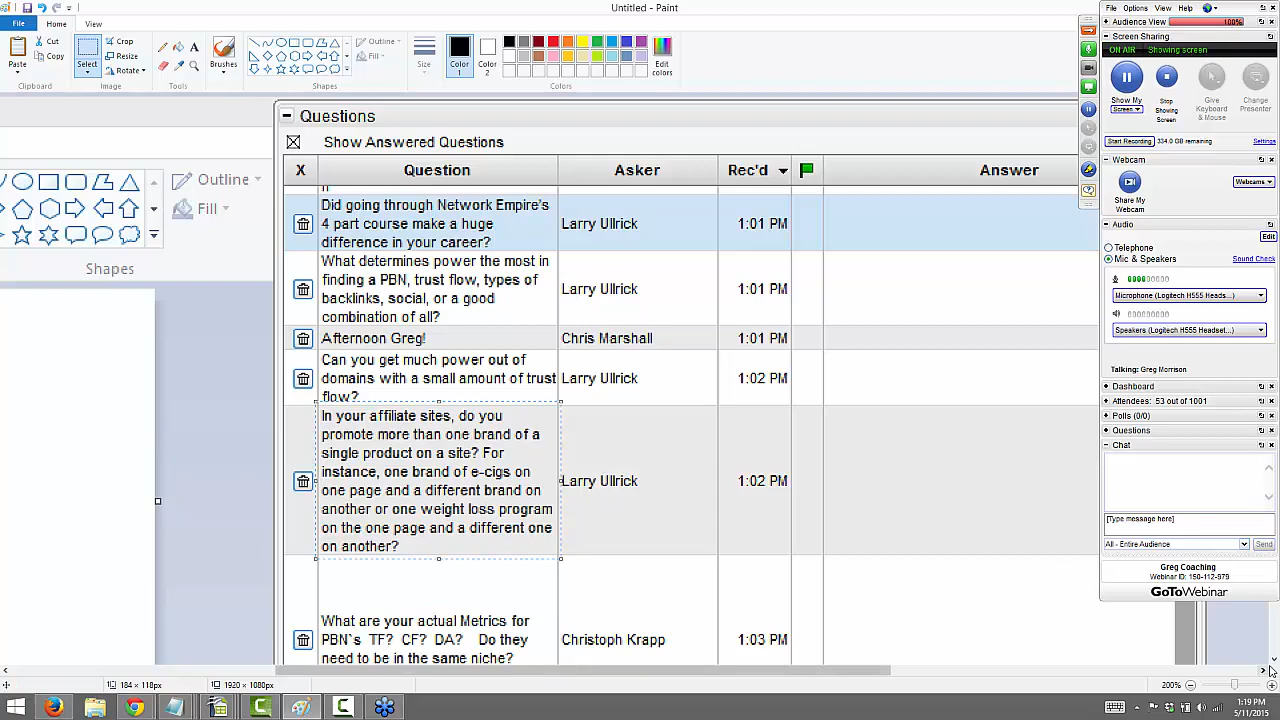 Untitled - Paint
File
Home
View
Cut
Copy
Paste
Clipboard
Crop
Resize
Rotate
Select
Image
A
Tools
Brushes
Outline
Fill
Shapes
Size
Color 1
Color 2
Edit colors
Colors
Outline
Fill
Shapes
Questions
Show Answered Questions
X Question Asker Rec'd Answer
Did going through Network Empire's
4 part course make a huge
difference in your career?
Larry Ullrick 1:01 PM
What determines power the most in
finding a PBN, trust flow, types of
backlinks, social, or a good
combination of all?
Larry Ullrick 1:01 PM
Afternoon Greg! Chris Marshall 1:01 PM
Can you get much power out of
domains with a small amount of trust
flow?
Larry Ullrick 1:02 PM
In your affiliate sites, do you
promote more than one brand of a
single product on a site? For
instance, one brand of e-cigs on
one page and a different brand on
another or one weight loss program
on the one page and a different one
on another?
Larry Ullrick 1:02 PM
What are your actual Metrics for
PBN`s TF? CF? DA? Do they
need to be in the same niche?
Christoph Krapp 1:03 PM
File Options View Help
Audience View 100%
Screen Sharing
ON AIR Showing screen
Show My
Screen
Stop
Showing
Screen
Give
Keyboard
& Mouse
Change
Presenter
Start Recording 334.0 GB remaining Settings
Webcam
Share My
Webcam
Webcams
Audio
Edit
Telephone
Mic & Speakers Sound Check
Microphone (Logitech H555 Heads...)
Speakers (Logitech H555 Headset...)
Talking: Greg Morrison
Dashboard
Attendees: 53 out of 1001
Polls (0/0)
Questions
Chat
[Type message here]
All - Entire Audience Send
Greg Coaching
Webinar ID: 150-112-979
GoToWebinar
184 × 118px
1920 × 1080px
200%
1:19 PM
5/11/2015